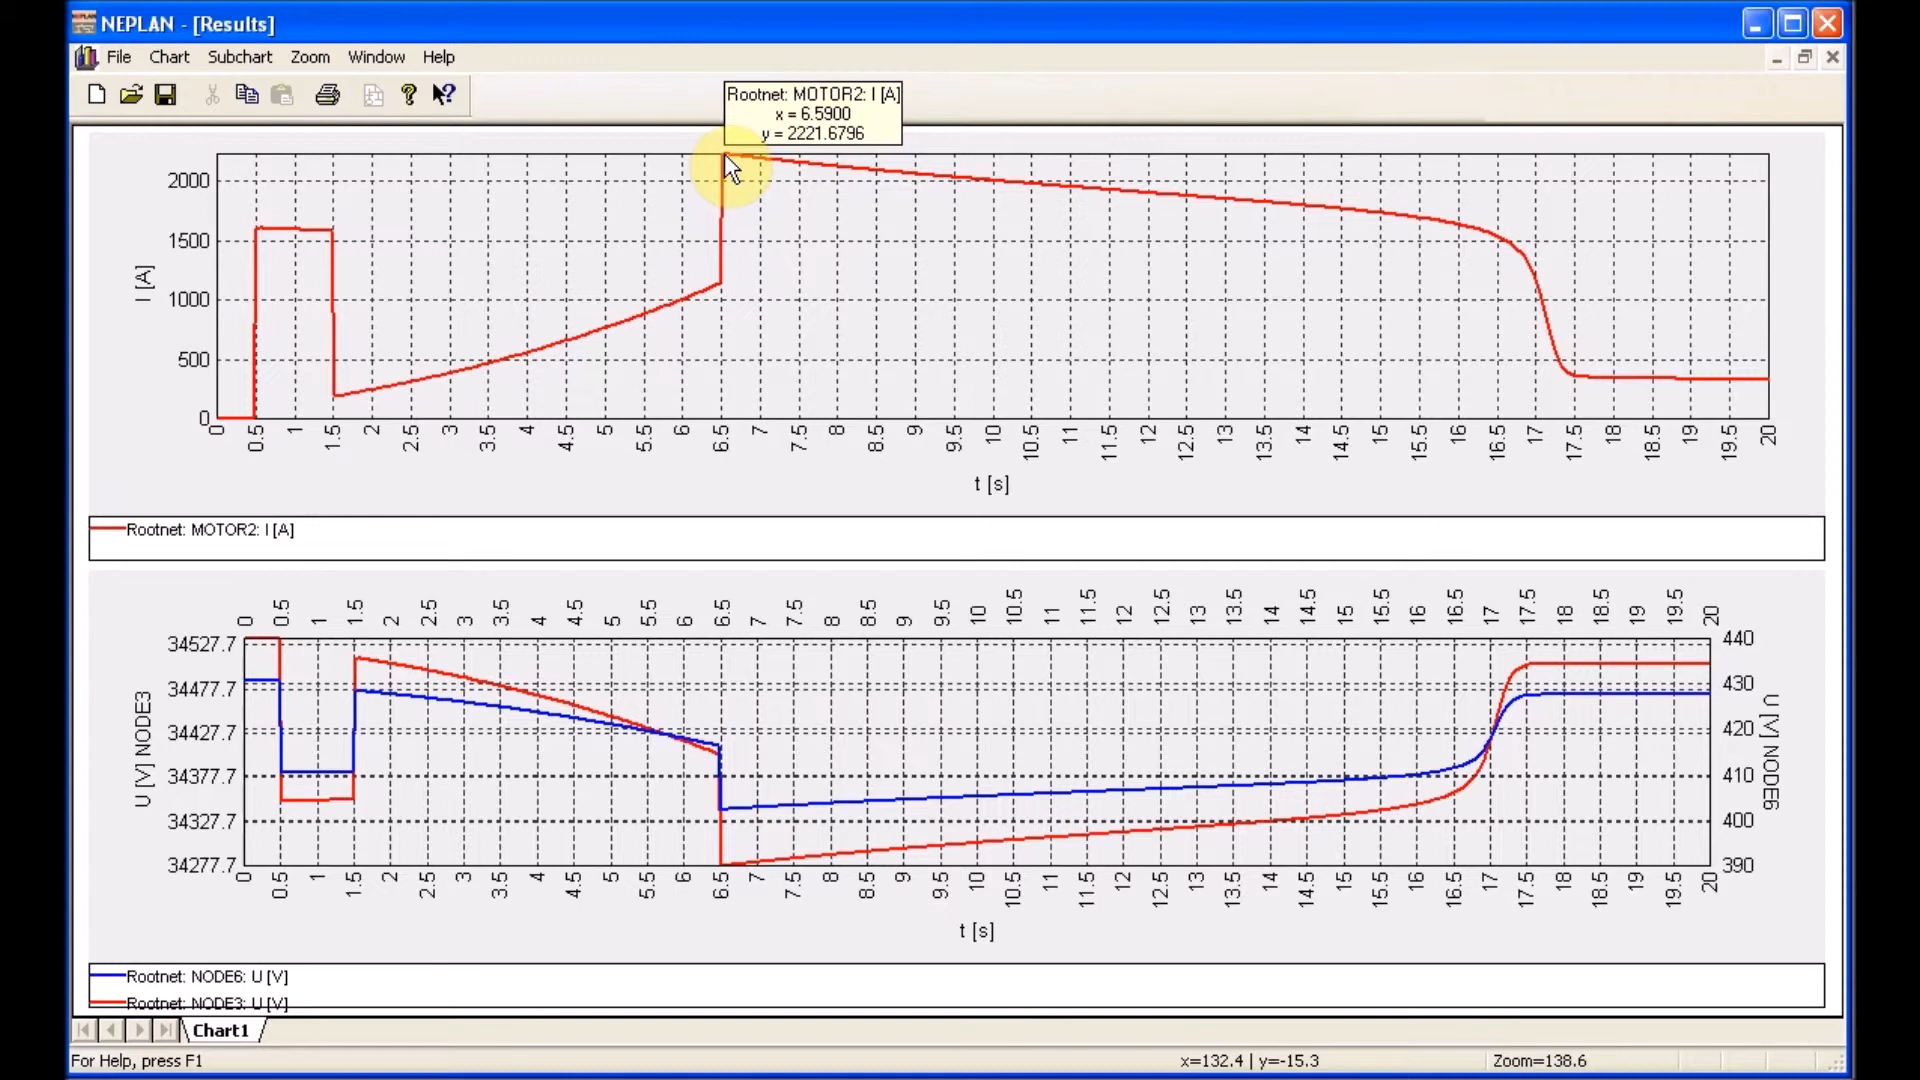 NEPLAN - [Results]
File Chart Subchart Zoom Window Help
Rootnet: MOTOR2: I [A]
x = 6.5900
y = 2221.6796
2000
1500
1000
500
0
I [A]
0 0.5 1 1.5 2 2.5 3 3.5 4 4.5 5 5.5 6 6.5 7 7.5 8 8.5 9 9.5 10 10.5 11 11.5 12 12.5 13 13.5 14 14.5 15 15.5 16 16.5 17 17.5 18 18.5 19 19.5 20
t [s]
Rootnet: MOTOR2: I [A]
0 0.5 1 1.5 2 2.5 3 3.5 4 4.5 5 5.5 6 6.5 7 7.5 8 8.5 9 9.5 10 10.5 11 11.5 12 12.5 13 13.5 14 14.5 15 15.5 16 16.5 17 17.5 18 18.5 19 19.5 20
34527.7 440
34477.7 430
34427.7 420
34377.7 410
34327.7 400
34277.7 390
U [V] NODE3
U [V] NODE6
0 0.5 1 1.5 2 2.5 3 3.5 4 4.5 5 5.5 6 6.5 7 7.5 8 8.5 9 9.5 10 10.5 11 11.5 12 12.5 13 13.5 14 14.5 15 15.5 16 16.5 17 17.5 18 18.5 19 19.5 20
t [s]
Rootnet: NODE6: U [V]
Rootnet: NODE3: U [V]
Chart1
For Help, press F1 x=132.4 | y=-15.3 Zoom=138.6